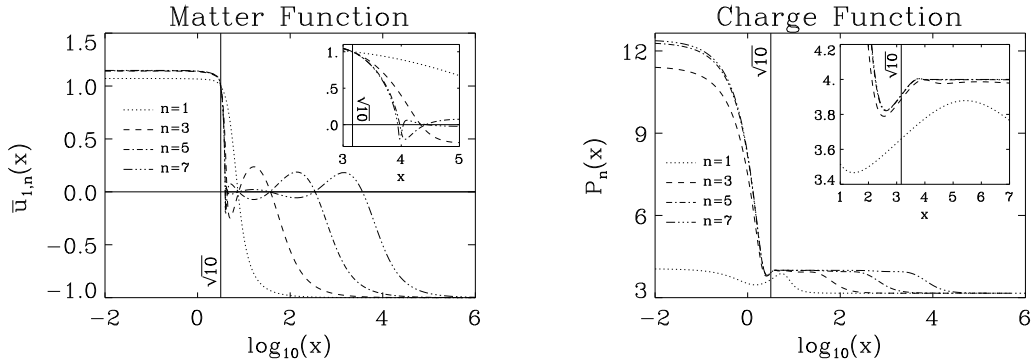 Matter Function
ū₁,ₙ(x)
1.5
1.0
0.5
0.0
−0.5
−1.0
n=1
n=3
n=5
n=7
√10
1
.5
.0
√10
3
4
5
x
−2
0
2
4
6
log₁₀(x)
Charge Function
Pₙ(x)
12
9
6
3
n=1
n=3
n=5
n=7
√10
4.2
4.0
3.8
3.6
3.4
√10
1
2
3
4
5
6
7
x
−2
0
2
4
6
log₁₀(x)